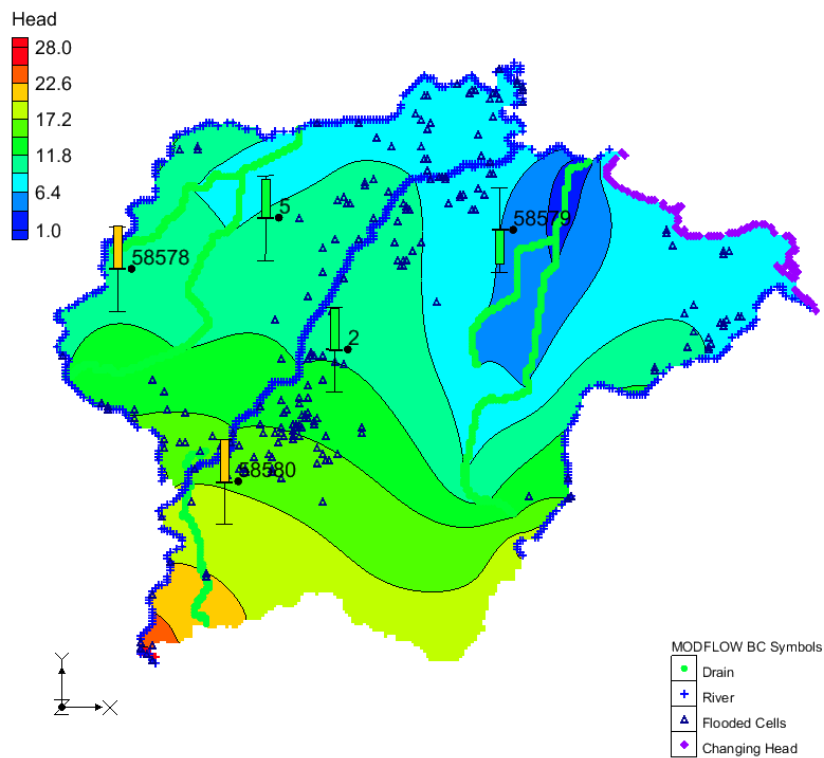 Head
28.0
22.6
17.2
11.8
6.4
1.0
5
58579
58578
2
58580
Y
Z
X
MODFLOW BC Symbols
Drain
River
Flooded Cells
Changing Head